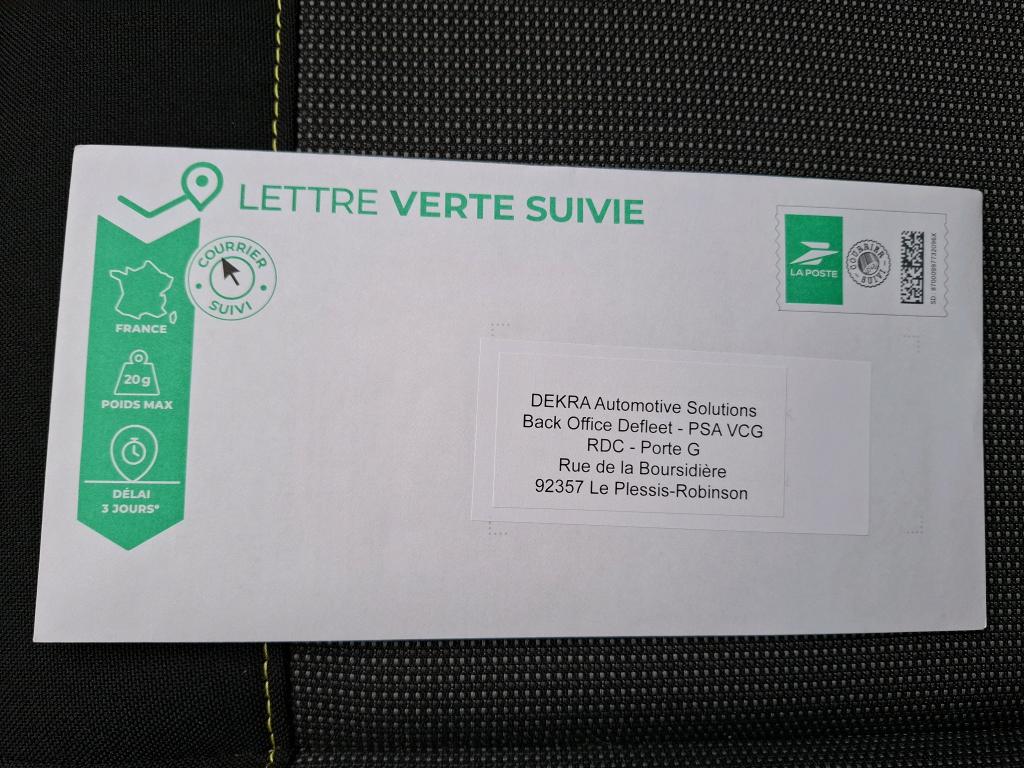 LETTRE VERTE SUIVIE
COURRIER
SUIVI
FRANCE
20g
POIDS MAX
DÉLAI
3 JOURS*
LA POSTE
COURRIER
DEKRA Automotive Solutions
Back Office Defleet - PSA VCG
RDC - Porte G
Rue de la Boursidière
92357 Le Plessis-Robinson